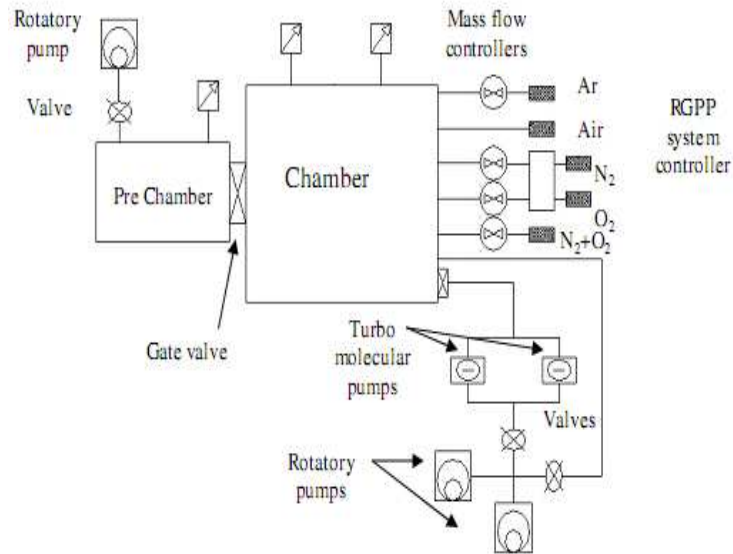 Rotatory
pump
Mass flow
controllers
Ar
Valve
Air
RGPP
system
controller
Pre Chamber
Chamber
N₂
O₂
N₂+O₂
Gate valve
Turbo
molecular
pumps
Valves
Rotatory
pumps